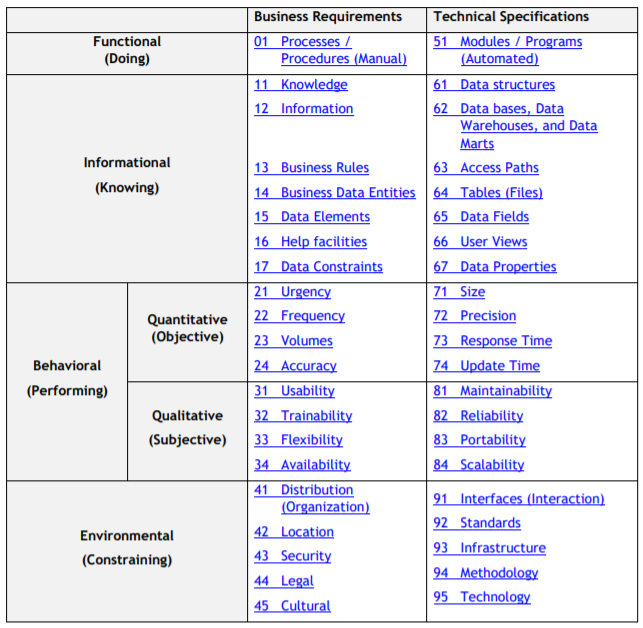 Business Requirements Technical Specifications
Functional
(Doing)
01 Processes /
Procedures (Manual)
51 Modules / Programs
(Automated)
Informational
(Knowing)
11 Knowledge
12 Information
13 Business Rules
14 Business Data Entities
15 Data Elements
16 Help facilities
17 Data Constraints
61 Data structures
62 Data bases, Data
Warehouses, and Data
Marts
63 Access Paths
64 Tables (Files)
65 Data Fields
66 User Views
67 Data Properties
Behavioral
(Performing)
Quantitative
(Objective)
21 Urgency
22 Frequency
23 Volumes
24 Accuracy
71 Size
72 Precision
73 Response Time
74 Update Time
Qualitative
(Subjective)
31 Usability
32 Trainability
33 Flexibility
34 Availability
81 Maintainability
82 Reliability
83 Portability
84 Scalability
Environmental
(Constraining)
41 Distribution
(Organization)
42 Location
43 Security
44 Legal
45 Cultural
91 Interfaces (Interaction)
92 Standards
93 Infrastructure
94 Methodology
95 Technology